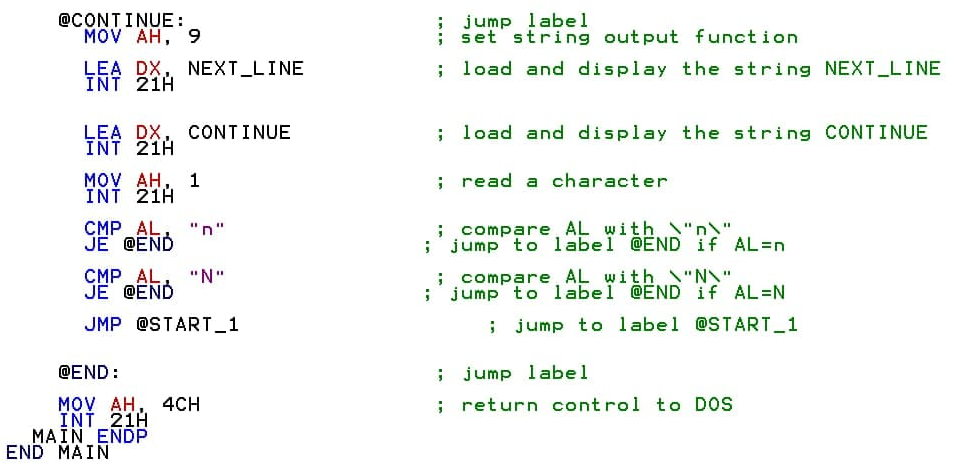 @CONTINUE: ; jump label
MOV AH, 9 ; set string output function
LEA DX, NEXT_LINE ; load and display the string NEXT_LINE
INT 21H
LEA DX, CONTINUE ; load and display the string CONTINUE
INT 21H
MOV AH, 1 ; read a character
INT 21H
CMP AL, "n" ; compare AL with \"n\"
JE @END ; jump to label @END if AL=n
CMP AL, "N" ; compare AL with \"N\"
JE @END ; jump to label @END if AL=N
JMP @START_1 ; jump to label @START_1
@END: ; jump label
MOV AH, 4CH ; return control to DOS
INT 21H
MAIN ENDP
END MAIN